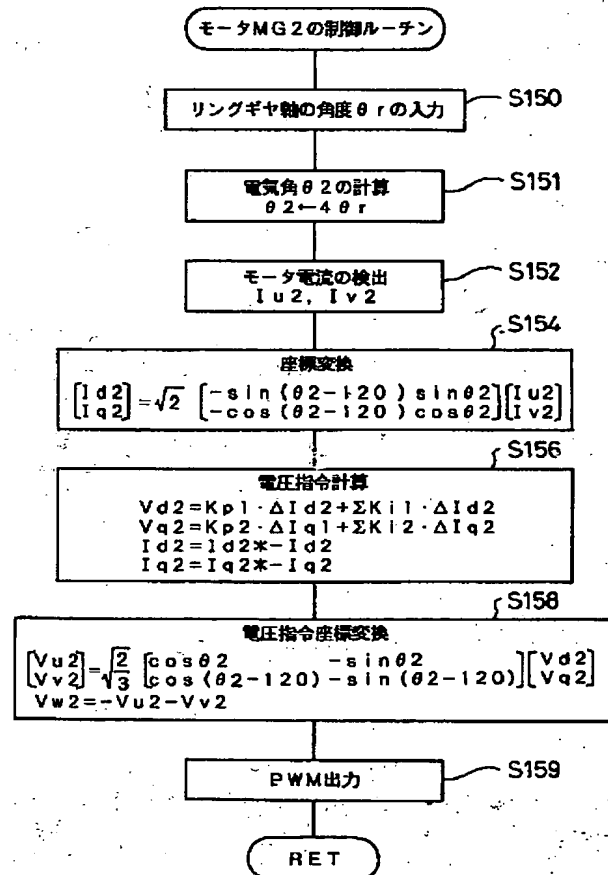 モータMG2の制御ルーチン
リングギヤ軸の角度θrの入力
S150
電気角θ2の計算
θ2←4θr
S151
モータ電流の検出
Iu2, Iv2
S152
S154
座標変換
[Id2]=√2 [-sin(θ2-120) sinθ2][Iu2]
[Iq2] [-cos(θ2-120) cosθ2][Iv2]
S156
電圧指令計算
Vd2=Kp1·ΔId2+ΣKi1·ΔId2
Vq2=Kp2·ΔIq1+ΣKi2·ΔIq2
Id2=Id2*-Id2
Iq2=Iq2*-Iq2
S158
電圧指令座標変換
[Vu2]=√2/3 [cosθ2 -sinθ2][Vd2]
[Vv2] [cos(θ2-120)-sin(θ2-120)][Vq2]
Vw2=-Vu2-Vv2
PWM出力
S159
RET